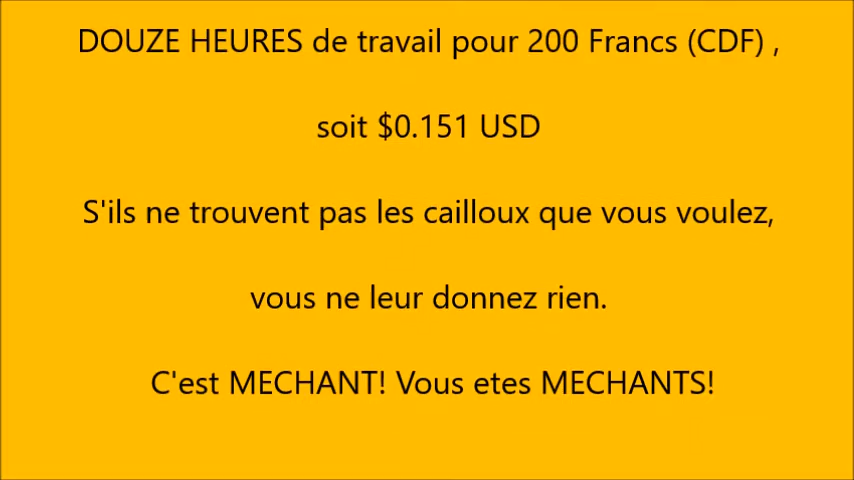 DOUZE HEURES de travail pour 200 Francs (CDF) ,
soit $0.151 USD
S'ils ne trouvent pas les cailloux que vous voulez,
vous ne leur donnez rien.
C'est MECHANT! Vous etes MECHANTS!